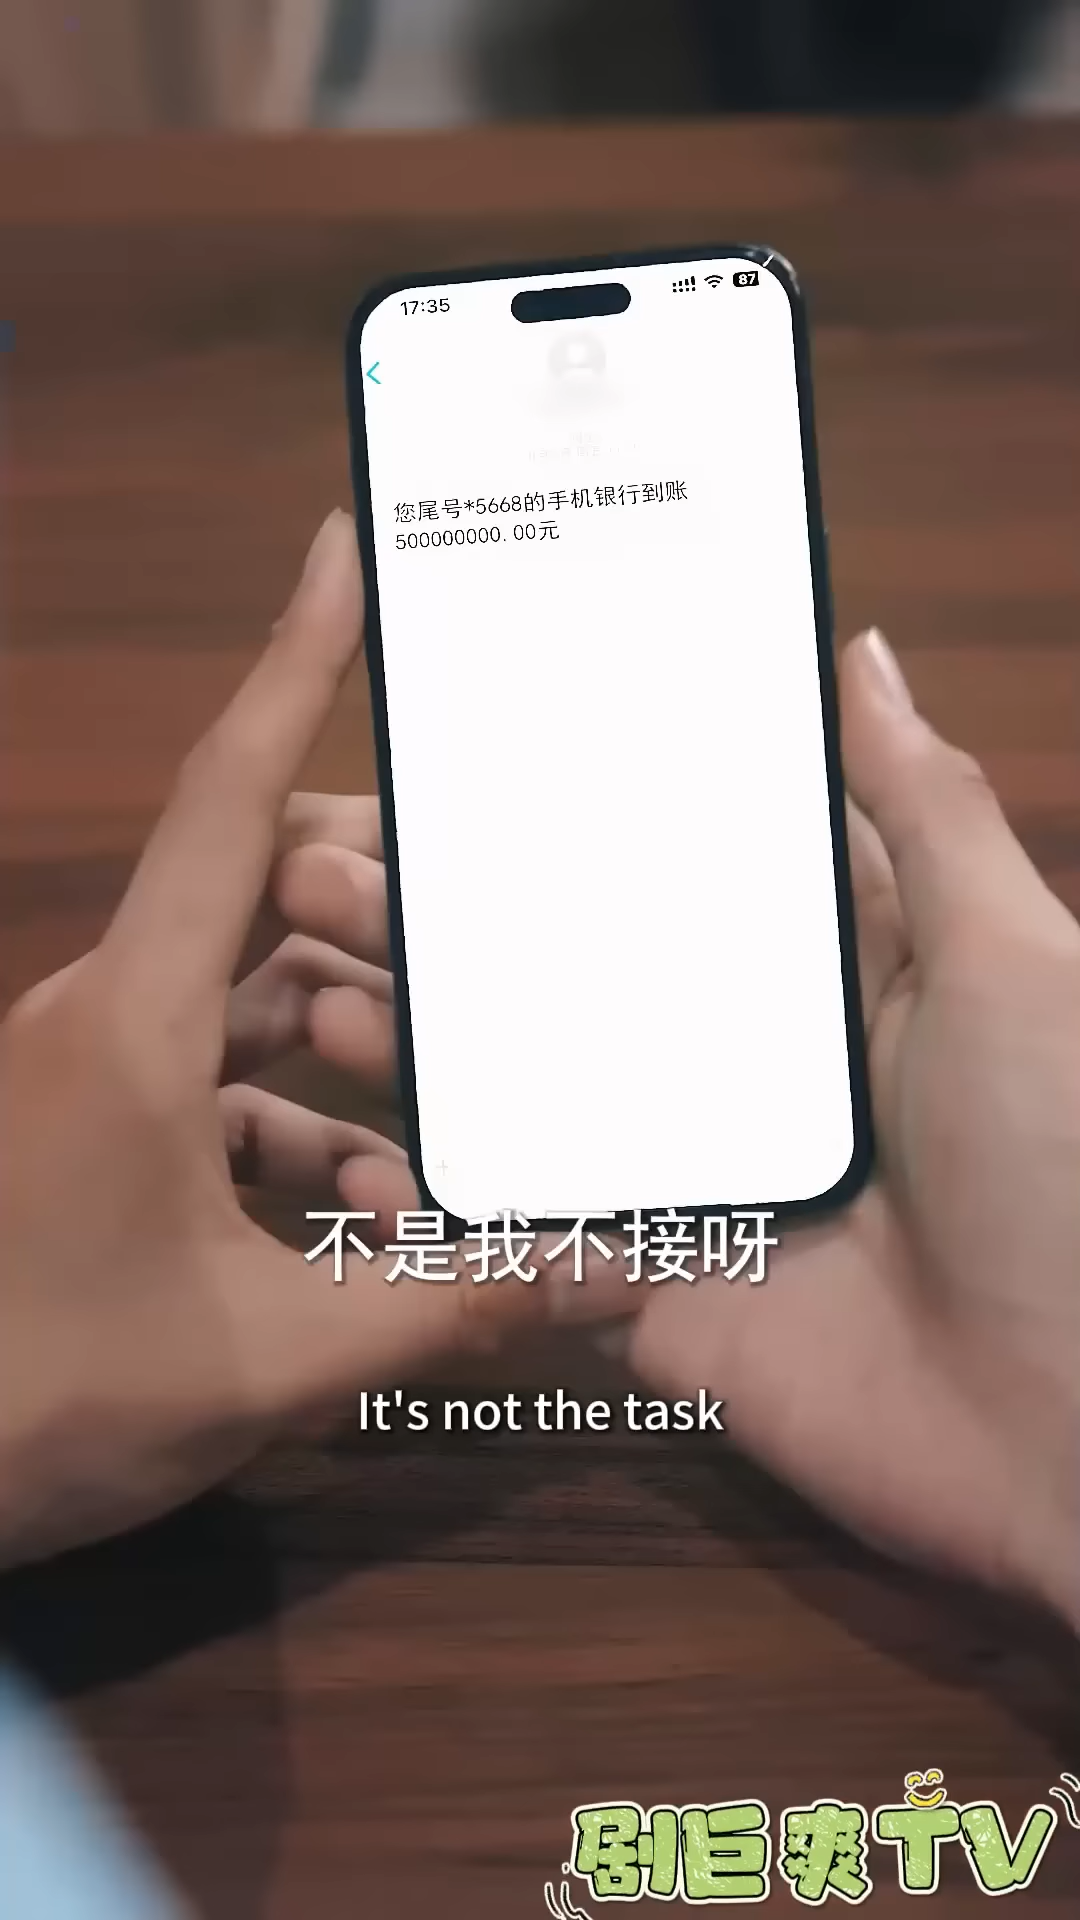 17:35
87
您尾号*5668的手机银行到账
500000000.00元
不是我不接呀
It's not the task
剧巨爽TV